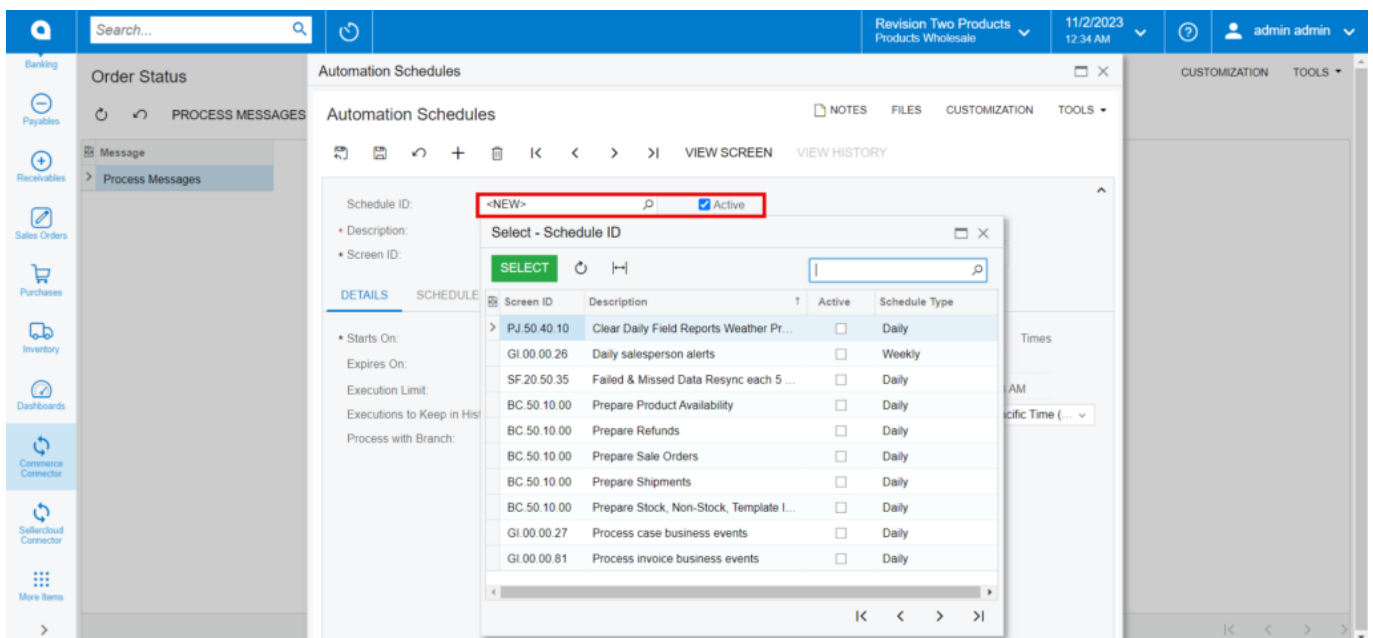 Search...
Revision Two Products
Products Wholesale
11/2/2023
12:34 AM
admin admin
Banking
Payables
Receivables
Sales Orders
Purchases
Inventory
Dashboards
Commerce
Connector
Sellercloud
Connector
More Items
Order Status
PROCESS MESSAGES
Message
Process Messages
CUSTOMIZATION TOOLS
Automation Schedules
Automation Schedules
NOTES FILES CUSTOMIZATION TOOLS
VIEW SCREEN VIEW HISTORY
Schedule ID: <NEW> Active
* Description:
* Screen ID:
DETAILS SCHEDULE
* Starts On: Times
Expires On:
Execution Limit: AM
Executions to Keep in His
Process with Branch:
cific Time (...
Select - Schedule ID
SELECT
Screen ID Description Active Schedule Type
PJ.50.40.10 Clear Daily Field Reports Weather Pr... Daily
GI.00.00.26 Daily salesperson alerts Weekly
SF.20.50.35 Failed & Missed Data Resync each 5 ... Daily
BC.50.10.00 Prepare Product Availability Daily
BC.50.10.00 Prepare Refunds Daily
BC.50.10.00 Prepare Sale Orders Daily
BC.50.10.00 Prepare Shipments Daily
BC.50.10.00 Prepare Stock, Non-Stock, Template I... Daily
GI.00.00.27 Process case business events Daily
GI.00.00.81 Process invoice business events Daily